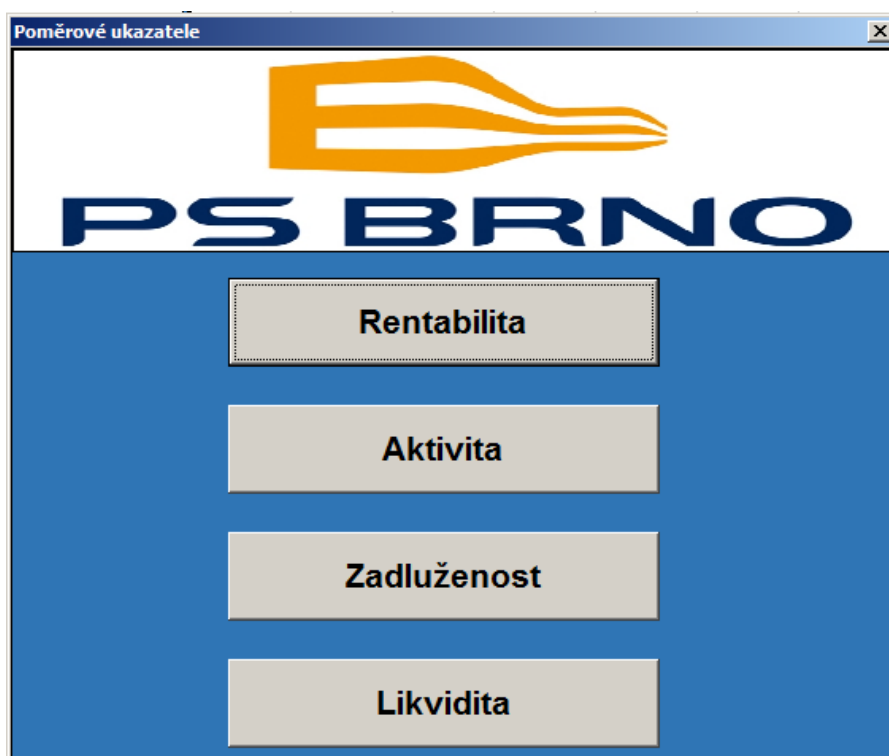 Poměrové ukazatele
PS BRNO
Rentabilita
Aktivita
Zadluženost
Likvidita